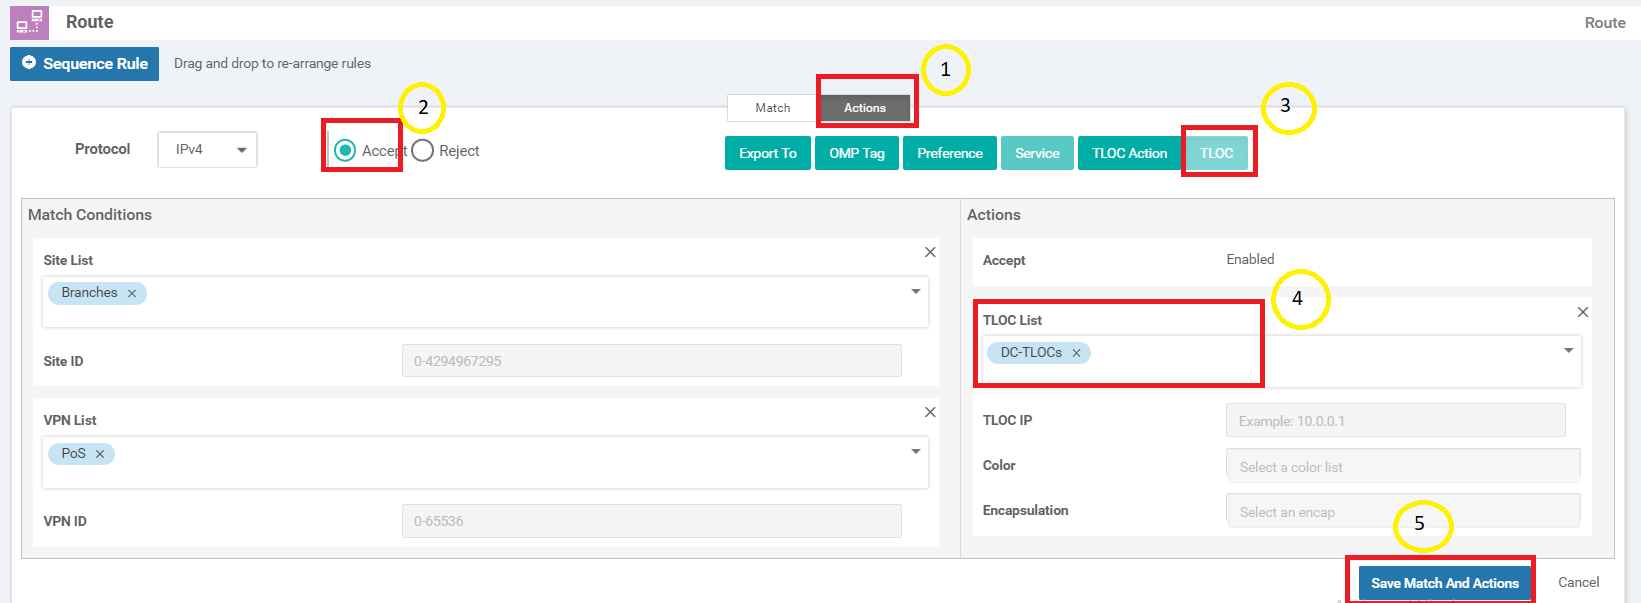 Route
Route
Sequence Rule
Drag and drop to re-arrange rules
1
2
3
Match
Actions
Protocol
IPv4
Accept
Reject
Export To
OMP Tag
Preference
Service
TLOC Action
TLOC
Match Conditions
Site List
Branches
Site ID
0-4294967295
VPN List
PoS
VPN ID
0-65536
Actions
Accept
Enabled
4
TLOC List
DC-TLOCs
TLOC IP
Example: 10.0.0.1
Color
Select a color list
Encapsulation
Select an encap
5
Save Match And Actions
Cancel